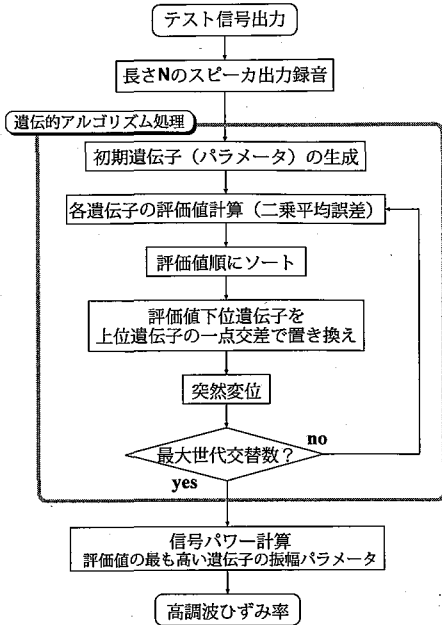 テスト信号出力
長さNのスピーカ出力録音
遺伝的アルゴリズム処理
初期遺伝子（パラメータ）の生成
各遺伝子の評価値計算（二乗平均誤差）
評価値順にソート
評価値下位遺伝子を
上位遺伝子の一点交差で置き換え
突然変位
最大世代交替数？
no
yes
信号パワー計算
評価値の最も高い遺伝子の振幅パラメータ
高調波ひずみ率